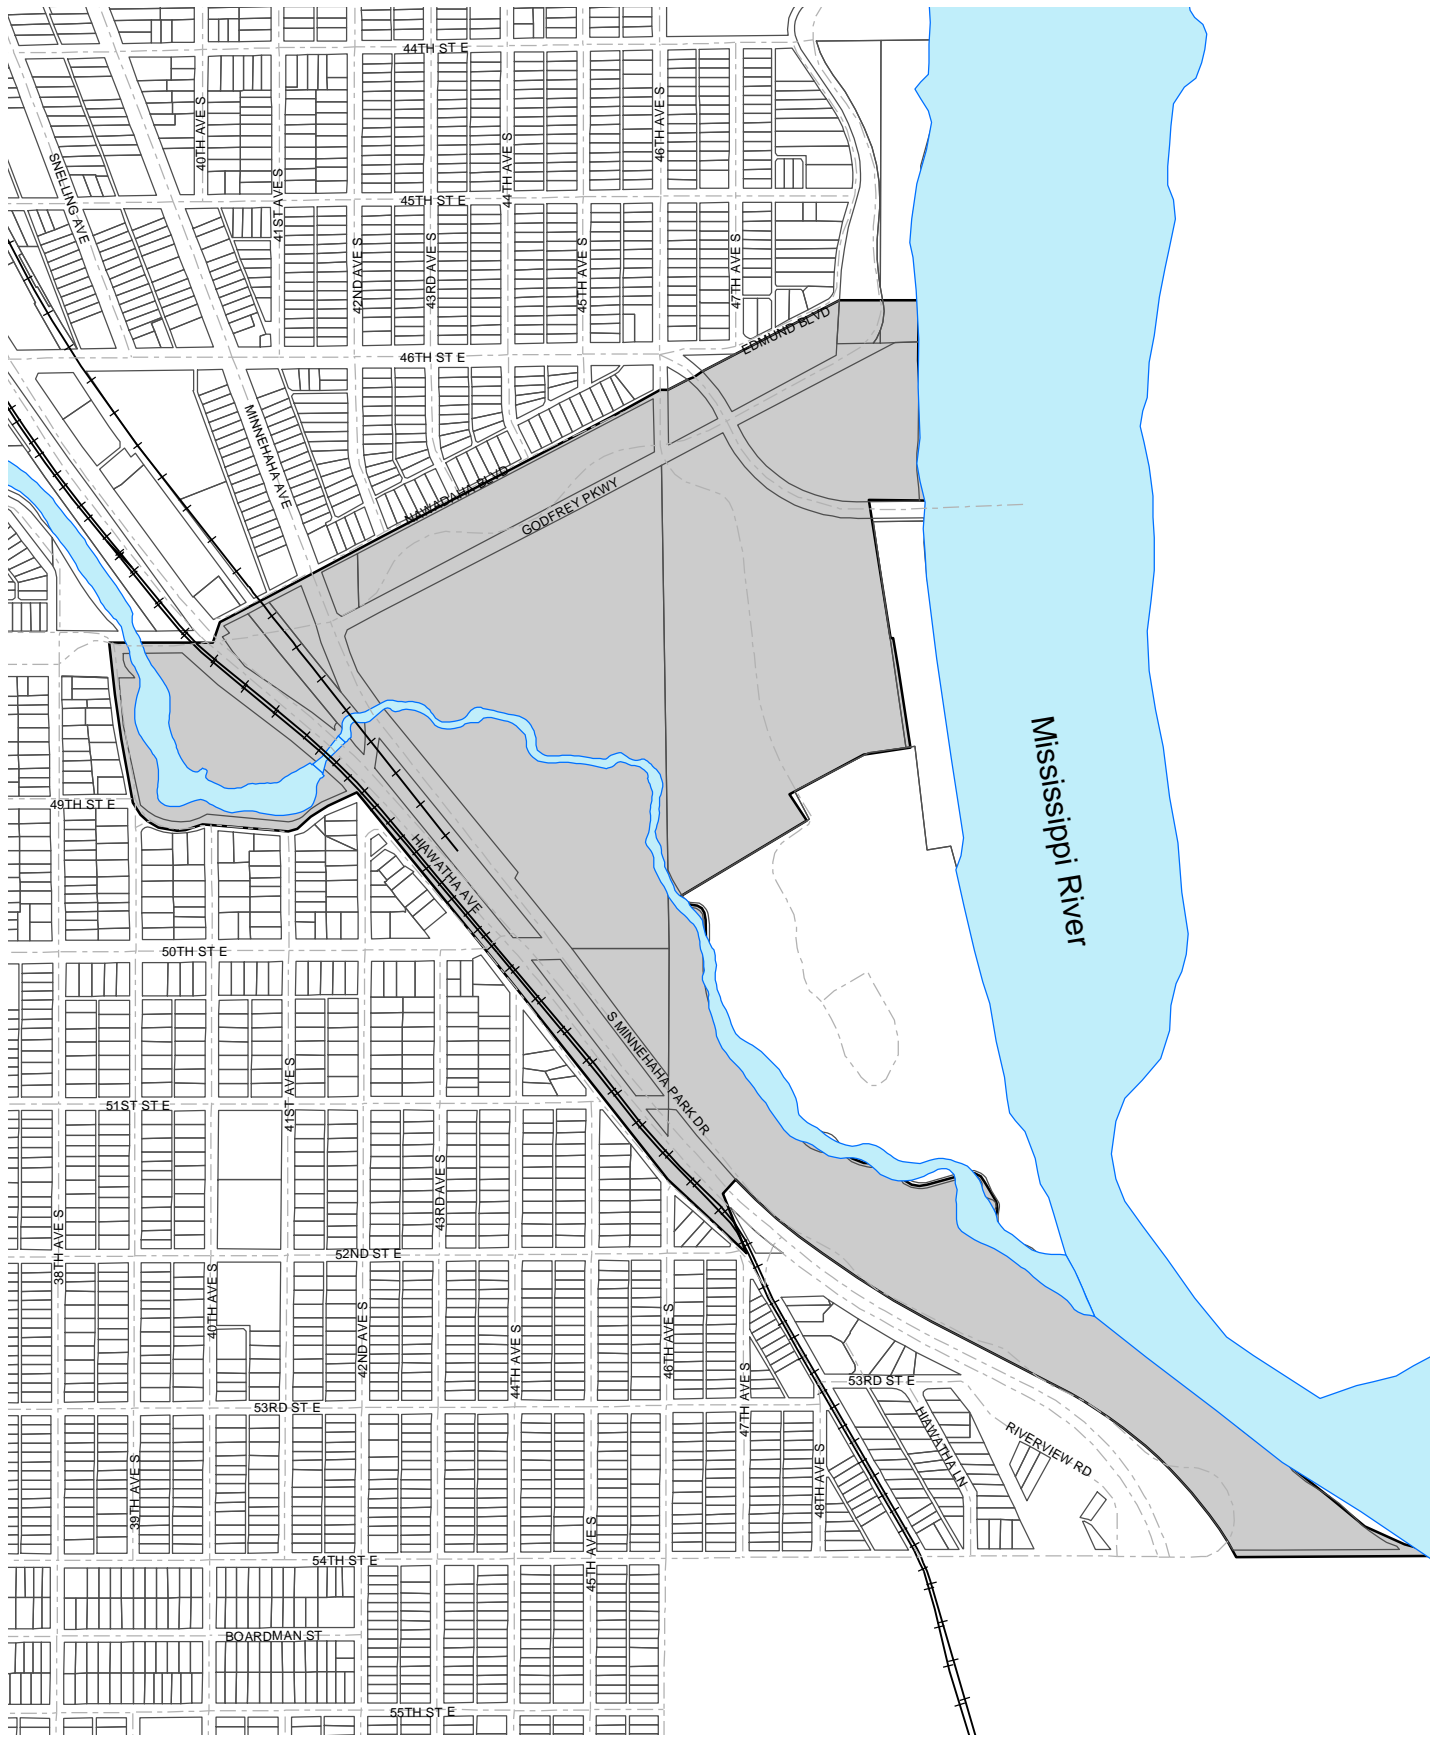 44TH ST E
40TH AVE S
46TH AVE S
44TH AVE S
SNELLING AVE
41ST AVE S
45TH ST E
42ND AVE S
43RD AVE S
45TH AVE S
47TH AVE S
EDMUND BLVD
46TH ST E
MINNEHAHA AVE
NAWADAHA BLVD
GODFREY PKWY
Mississippi River
49TH ST E
HIAWATHA AVE
50TH ST E
S MINNEHAHA PARK DR
41ST AVE S
51ST ST E
43RD AVE S
38TH AVE S
52ND ST E
40TH AVE S
42ND AVE S
44TH AVE S
46TH AVE S
47TH AVE S
53RD ST E
53RD ST E
HIAWATHA LN
RIVERVIEW RD
39TH AVE S
48TH AVE S
45TH AVE S
54TH ST E
BOARDMAN ST
55TH ST E